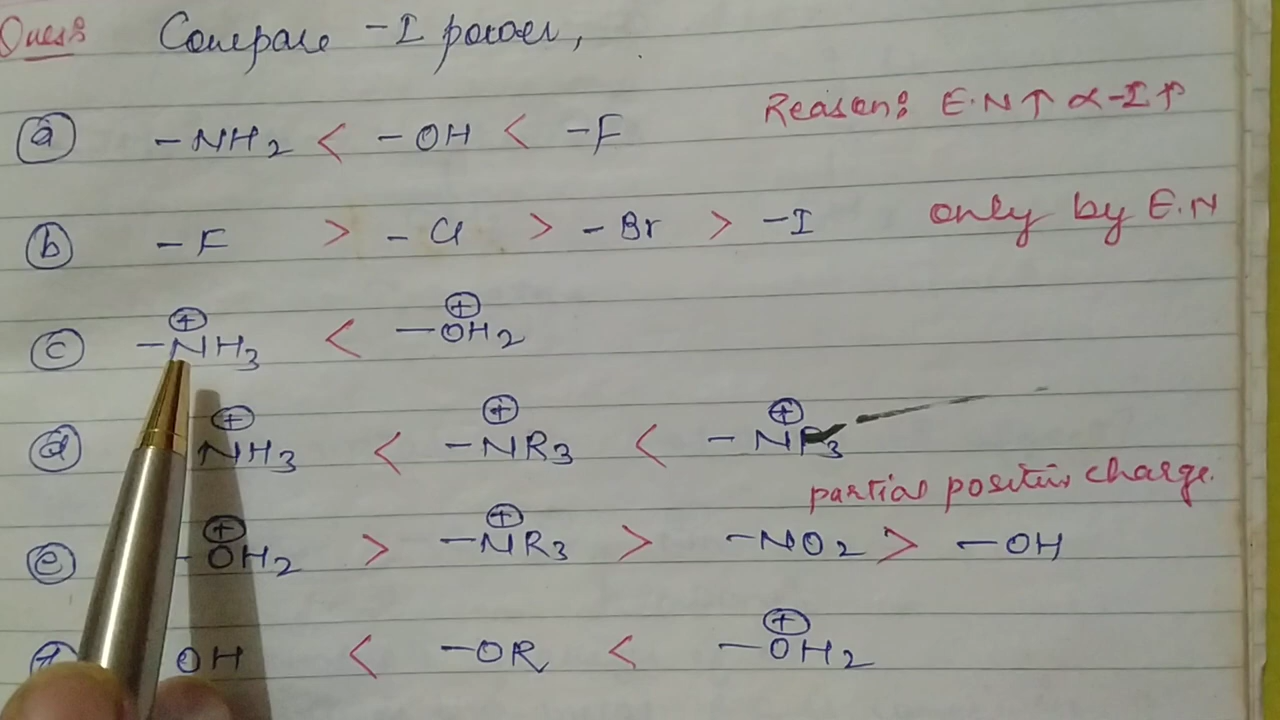 Ques:
Compare -I power,
(a) -NH₂ < -OH < -F Reason: E.N↑ ∝ -I↑
(b) -F > -Cl > -Br > -I only by E.N
(c) -N⊕H₃ < -O⊕H₂
(d) N⊕H₃ < -N⊕R₃ < -N⊕F₃
partial positive charge.
(e) -O⊕H₂ > -N⊕R₃ > -NO₂ > -OH
OH < -OR < -O⊕H₂